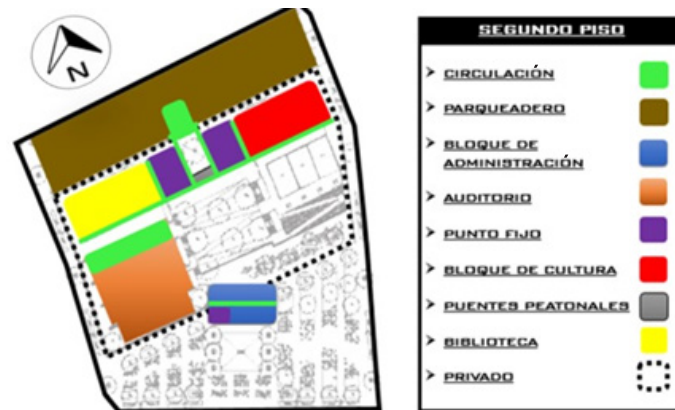 N
SEGUNDO PISO
CIRCULACIÓN
PARQUEADERO
BLOQUE DE
ADMINISTRACIÓN
AUDITORIO
PUNTO FIJO
BLOQUE DE CULTURA
PUENTES PEATONALES
BIBLIOTECA
PRIVADO